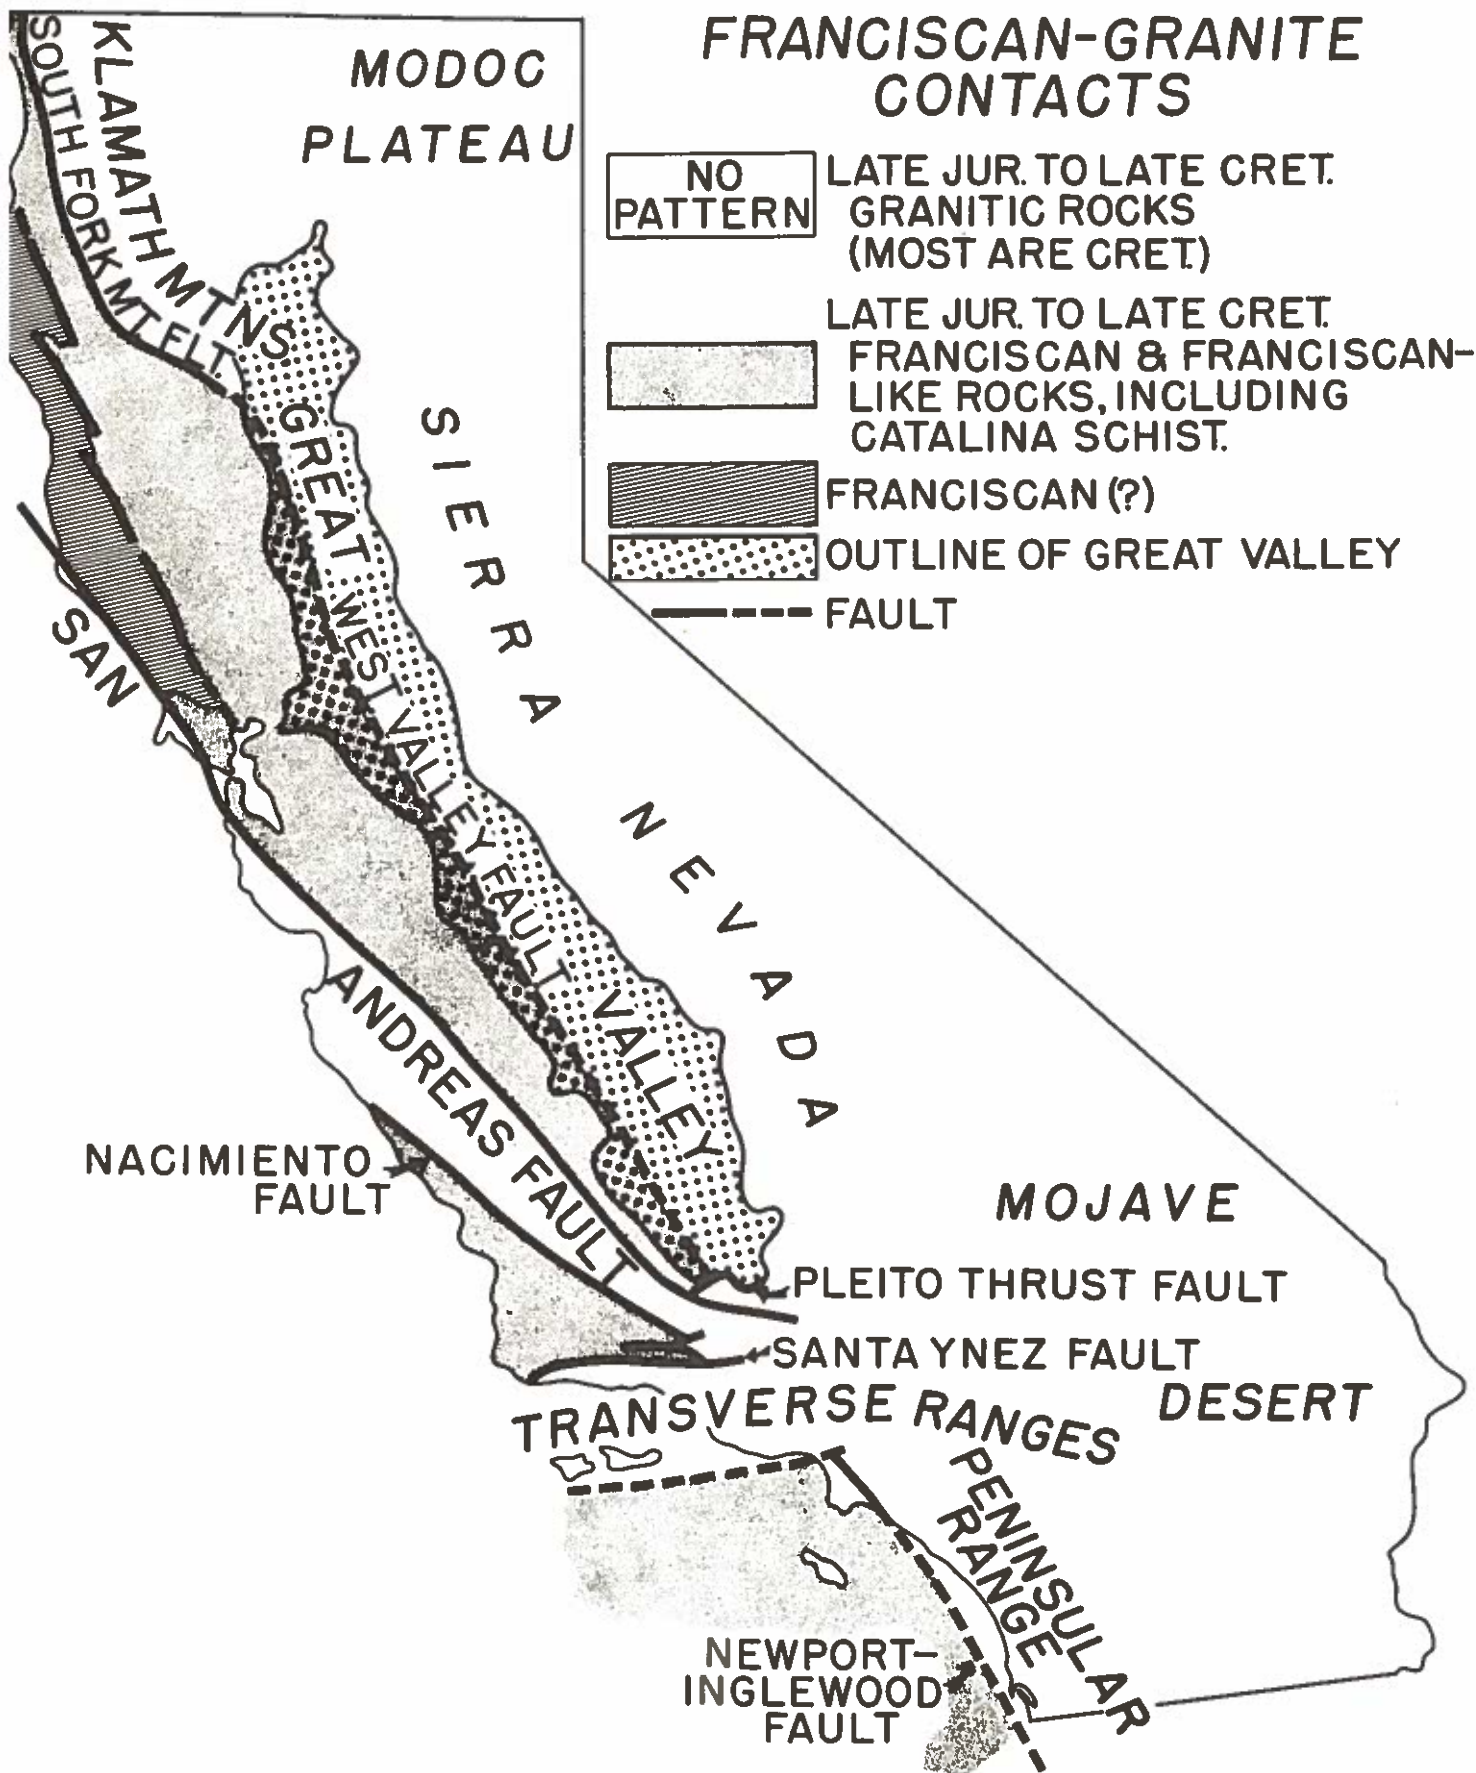 FRANCISCAN-GRANITE
CONTACTS
NO
PATTERN
LATE JUR. TO LATE CRET.
GRANITIC ROCKS
(MOST ARE CRET.)
LATE JUR. TO LATE CRET.
FRANCISCAN & FRANCISCAN-
LIKE ROCKS, INCLUDING
CATALINA SCHIST.
FRANCISCAN (?)
OUTLINE OF GREAT VALLEY
FAULT
MODOC
PLATEAU
KLAMATH MTNS
SOUTH FORK MT. FLT.
GREAT VALLEY
WEST VALLEY FAULT
SIERRA NEVADA
SAN ANDREAS FAULT
NACIMIENTO
FAULT
MOJAVE
DESERT
PLEITO THRUST FAULT
SANTA YNEZ FAULT
TRANSVERSE RANGES
PENINSULAR
RANGE
NEWPORT-
INGLEWOOD
FAULT